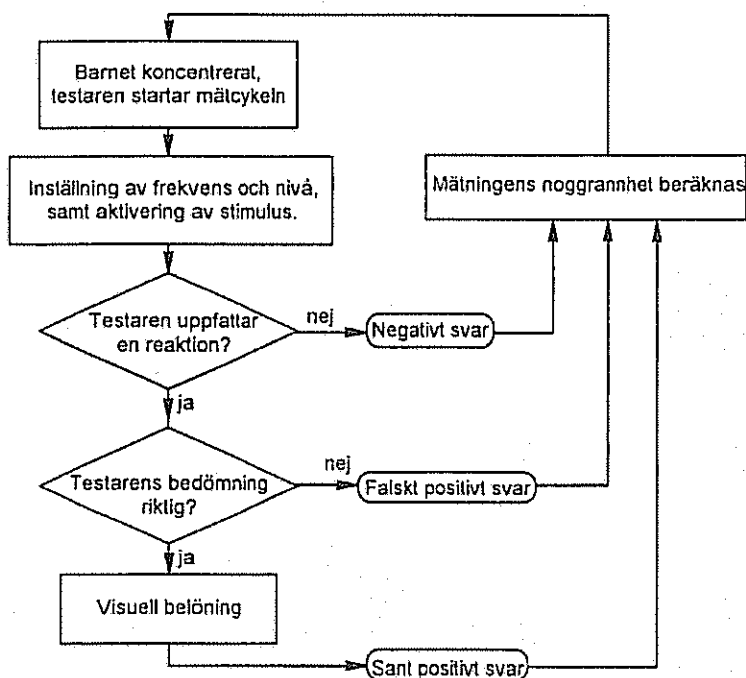 Barnet koncentrerat,
testaren startar mätcykeln
Inställning av frekvens och nivå,
samt aktivering av stimulus.
Mätningens noggrannhet beräknas
Testaren uppfattar
en reaktion?
nej
Negativt svar
ja
Testarens bedömning
riktig?
nej
Falskt positivt svar
ja
Visuell belöning
Sant positivt svar